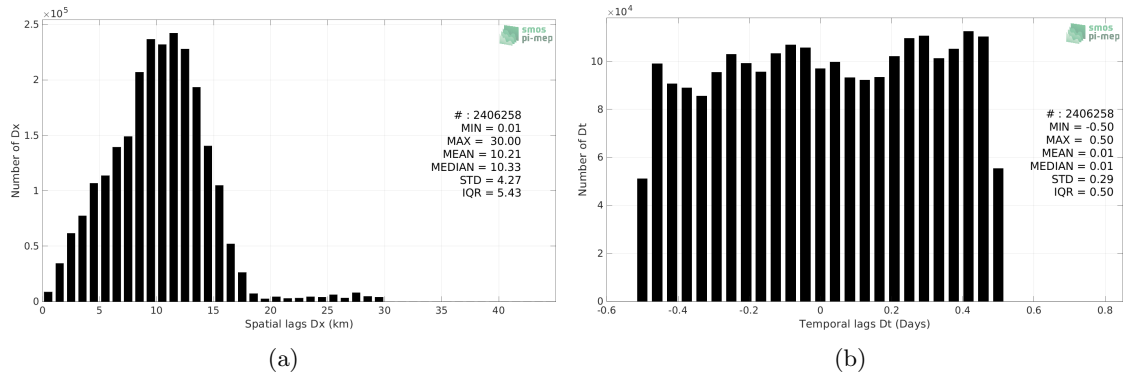 ×10⁵
2.5
2
1.5
1
0.5
0
Number of Dx
smos
pi-mep
# : 2406258
MIN = 0.01
MAX = 30.00
MEAN = 10.21
MEDIAN = 10.33
STD = 4.27
IQR = 5.43
0 5 10 15 20 25 30 35 40
Spatial lags Dx (km)
(a)
×10⁴
10
8
6
4
2
0
Number of Dt
smos
pi-mep
# : 2406258
MIN = -0.50
MAX = 0.50
MEAN = 0.01
MEDIAN = 0.01
STD = 0.29
IQR = 0.50
-0.6 -0.4 -0.2 0 0.2 0.4 0.6 0.8
Temporal lags Dt (Days)
(b)